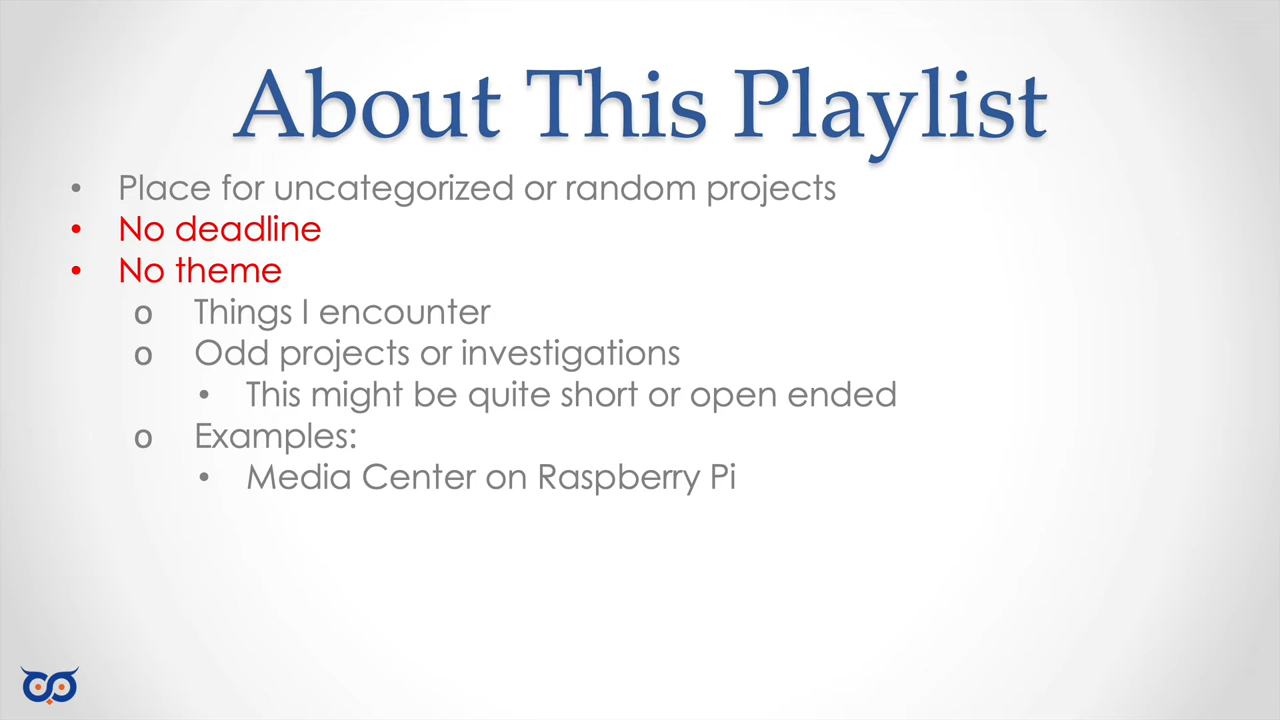 About This Playlist
• Place for uncategorized or random projects
• No deadline
• No theme
o Things I encounter
o Odd projects or investigations
• This might be quite short or open ended
o Examples:
• Media Center on Raspberry Pi